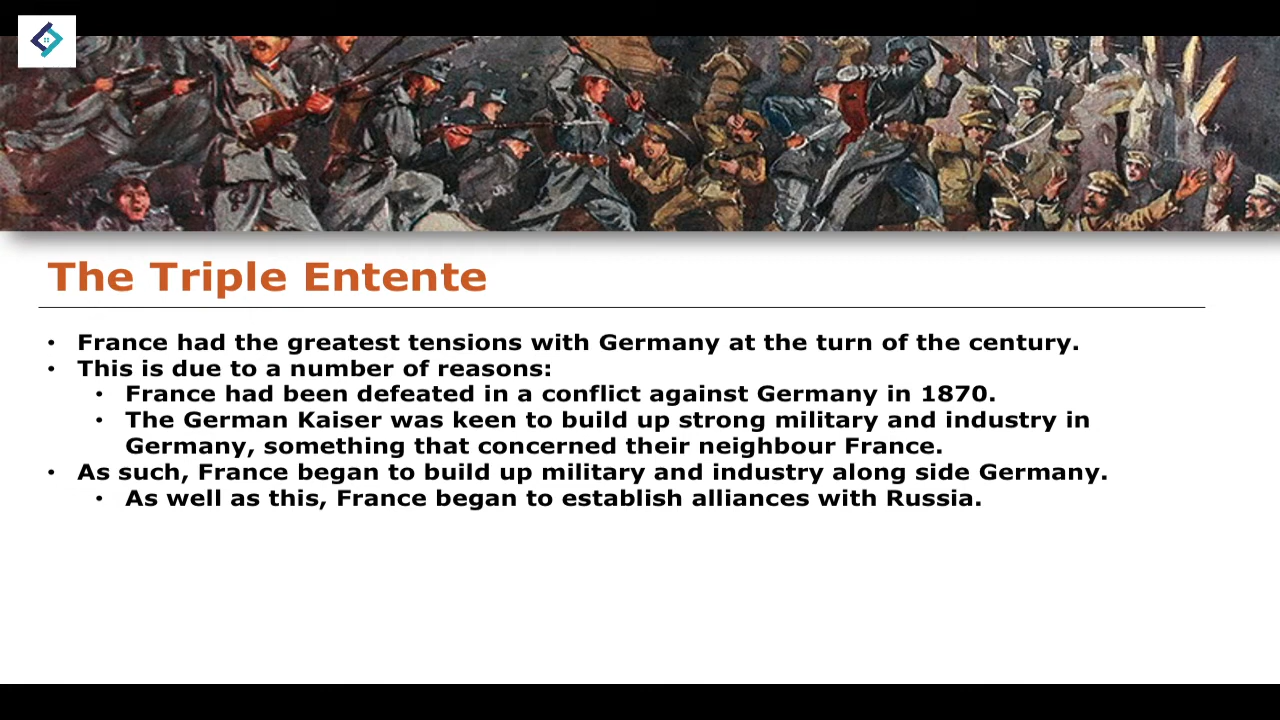 The Triple Entente
• France had the greatest tensions with Germany at the turn of the century.
• This is due to a number of reasons:
• France had been defeated in a conflict against Germany in 1870.
• The German Kaiser was keen to build up strong military and industry in
Germany, something that concerned their neighbour France.
• As such, France began to build up military and industry along side Germany.
• As well as this, France began to establish alliances with Russia.